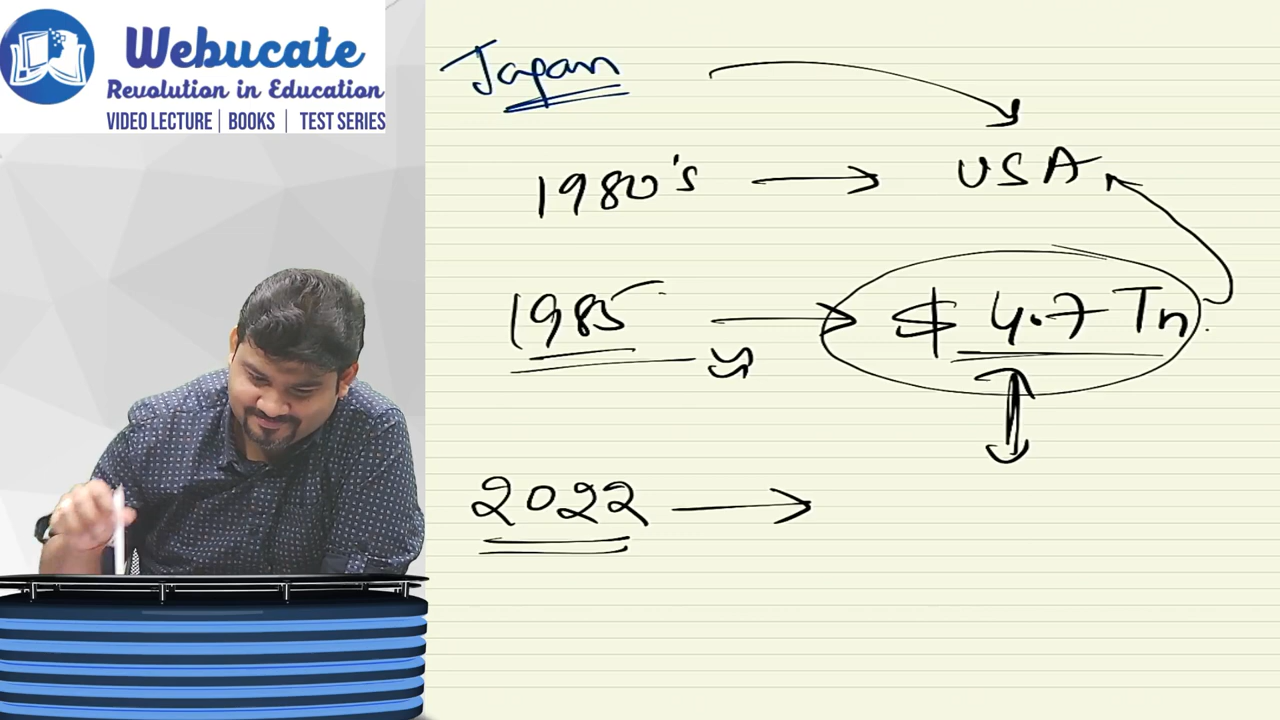 Webucate
Revolution in Education
VIDEO LECTURE | BOOKS | TEST SERIES
Japan
1980's → USA
1985 → $ 4.7 Tn.
2022 →